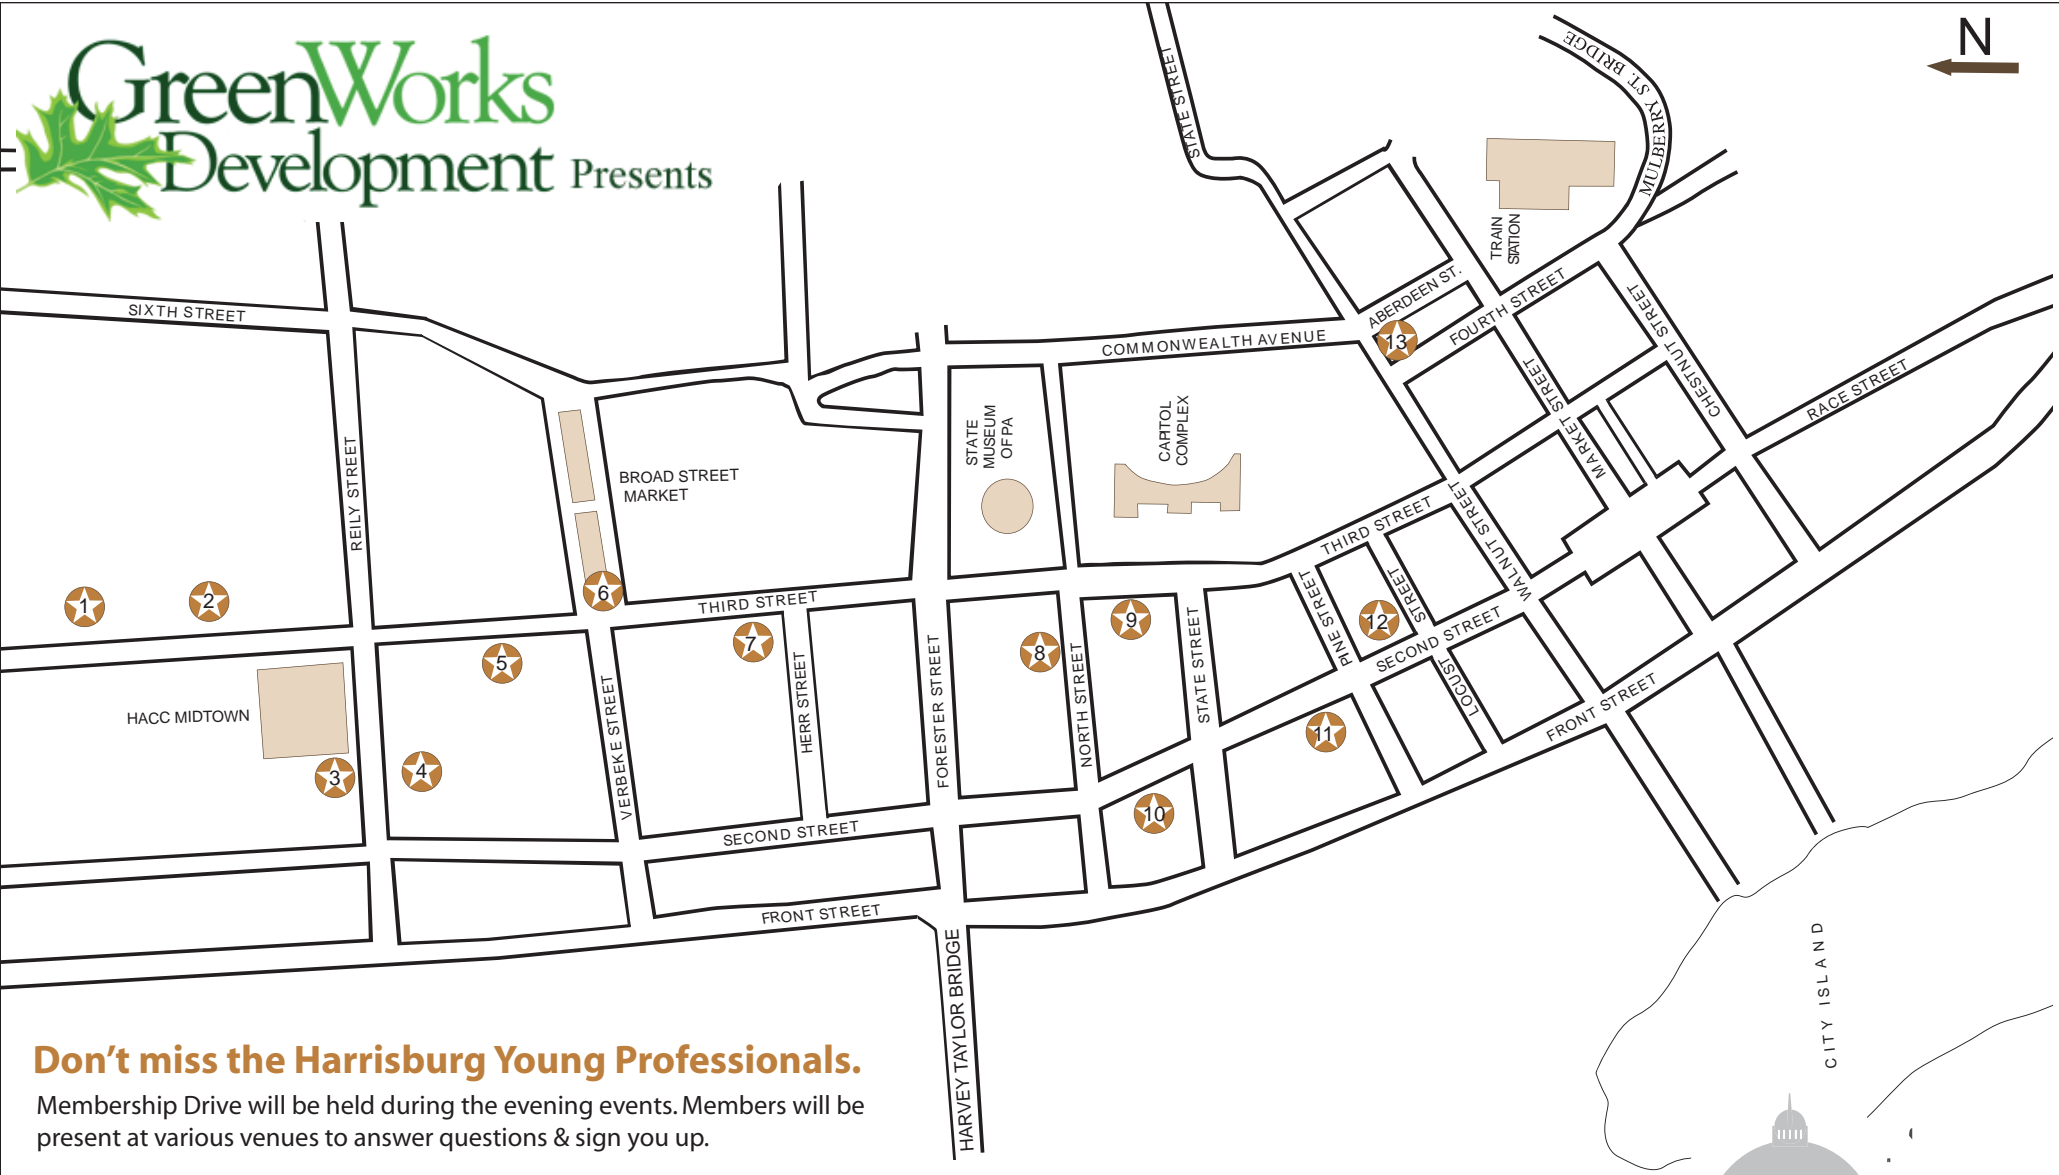 GreenWorks
Development Presents
N
STATE STREET
MULBERRY ST. BRIDGE
TRAIN
STATION
SIXTH STREET
ABERDEEN ST.
COMMONWEALTH AVENUE
13
FOURTH STREET
CHESTNUT STREET
MARKET STREET
RACE STREET
REILY STREET
BROAD STREET
MARKET
STATE
MUSEUM
OF PA
CAPITOL
COMPLEX
THIRD STREET
WALNUT STREET
1
2
6
THIRD STREET
7
5
8
9
12
PINE STREET
LOCUST STREET
SECOND STREET
HACC MIDTOWN
3
4
VERBEKE STREET
HERR STREET
FORESTER STREET
NORTH STREET
STATE STREET
10
11
FRONT STREET
SECOND STREET
FRONT STREET
HARVEY TAYLOR BRIDGE
CITY ISLAND
Don't miss the Harrisburg Young Professionals.
Membership Drive will be held during the evening events. Members will be
present at various venues to answer questions & sign you up.